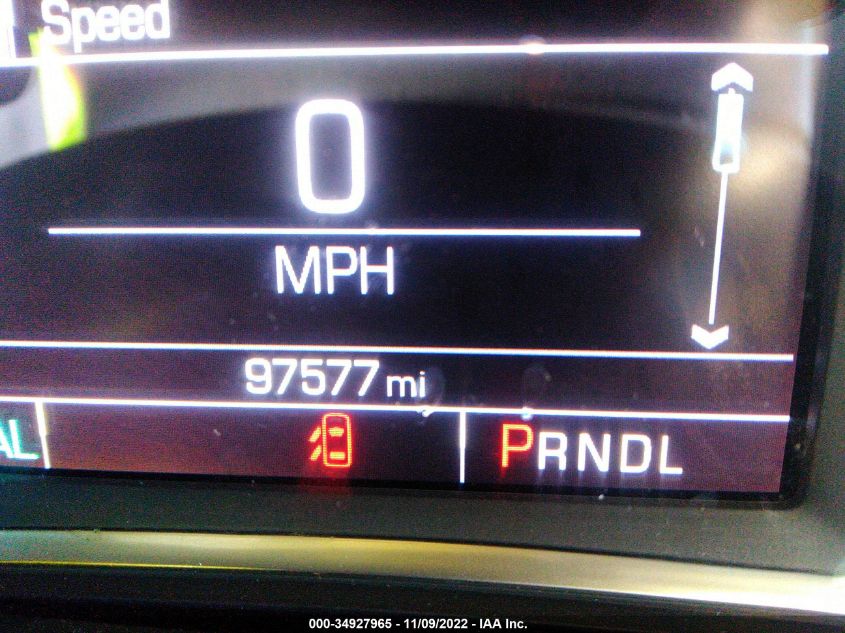 Speed
0
MPH
97577 mi
AL
PRNDL
000-34927965 - 11/09/2022 - IAA Inc.